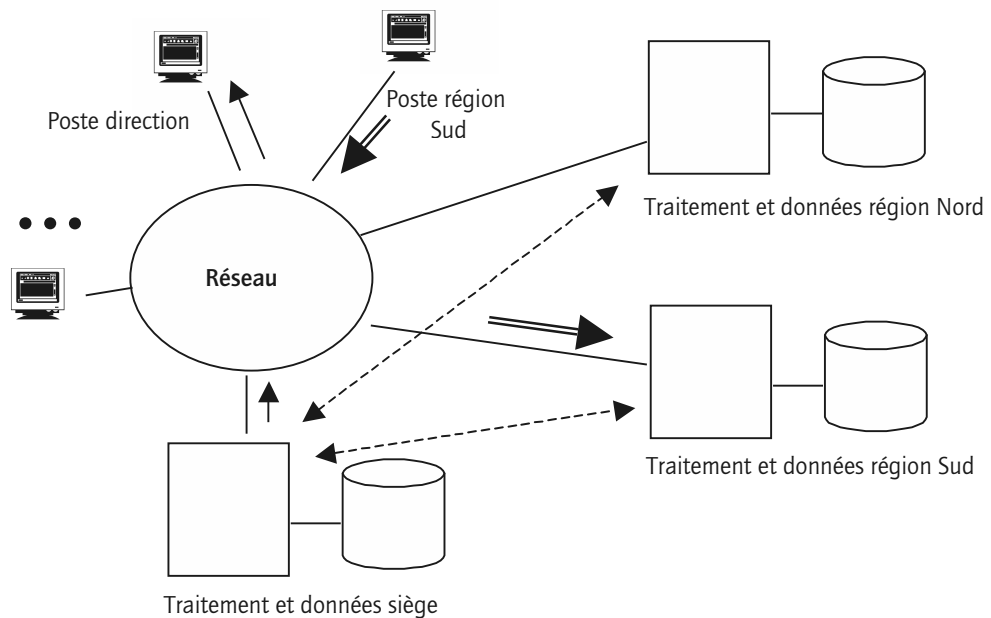 Poste direction
Poste région
Sud
Réseau
Traitement et données région Nord
Traitement et données région Sud
Traitement et données siège